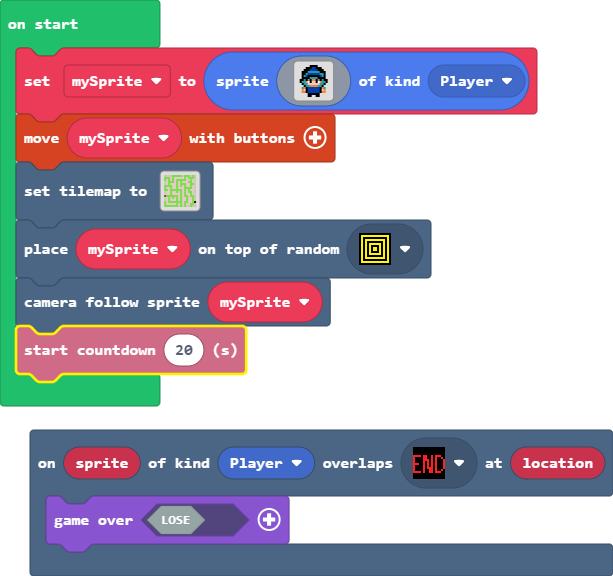 on start
set mySprite to sprite of kind Player
move mySprite with buttons
set tilemap to
place mySprite on top of random
camera follow sprite mySprite
start countdown 20 (s)
on sprite of kind Player overlaps END at location
game over LOSE